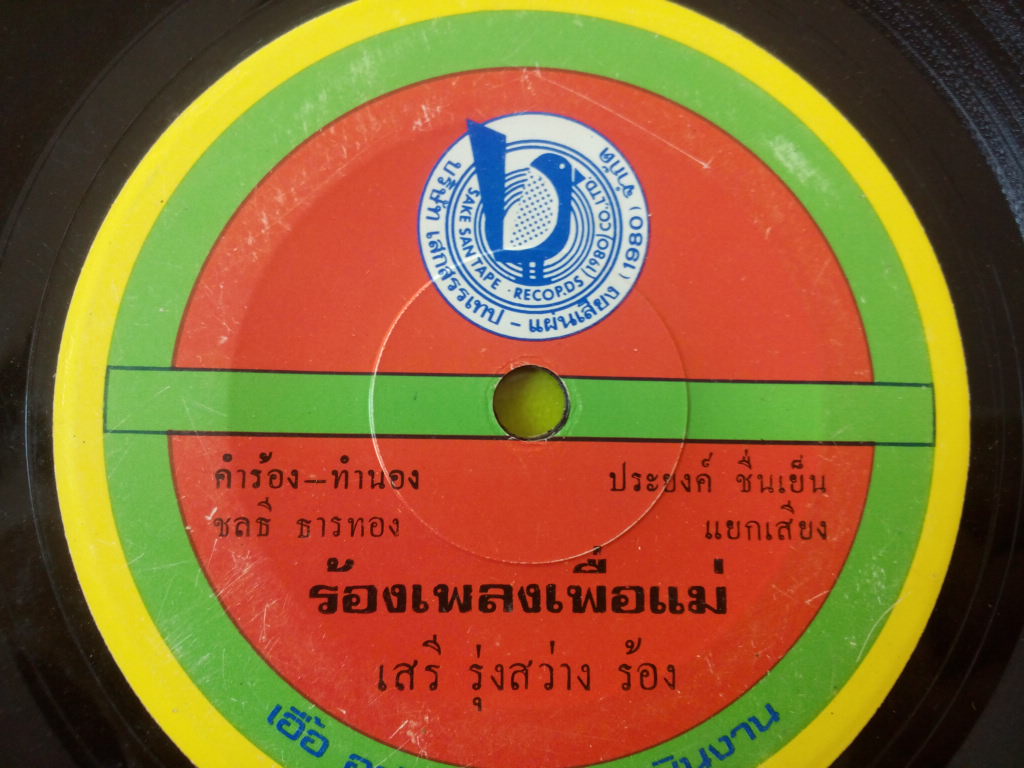 บริษัท เสกสรรเทป - แผ่นเสียง (1980) จำกัด
SAKE SAN TAPE · RECORDS (1980) CO.,LTD.
คำร้อง—ทำนอง
ชลธี ธารทอง
ประยงค์ ชื่นเย็น
แยกเสียง
ร้องเพลงเพื่อแม่
เสรี รุ่งสว่าง ร้อง
เอื้อ